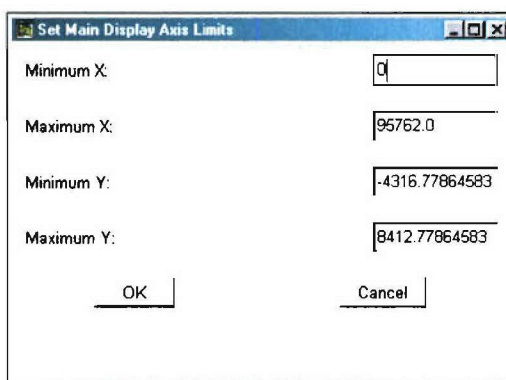 Set Main Display Axis Limits
Minimum X: 0
Maximum X: 95762.0
Minimum Y: -4316.77864583
Maximum Y: 8412.77864583
OK Cancel